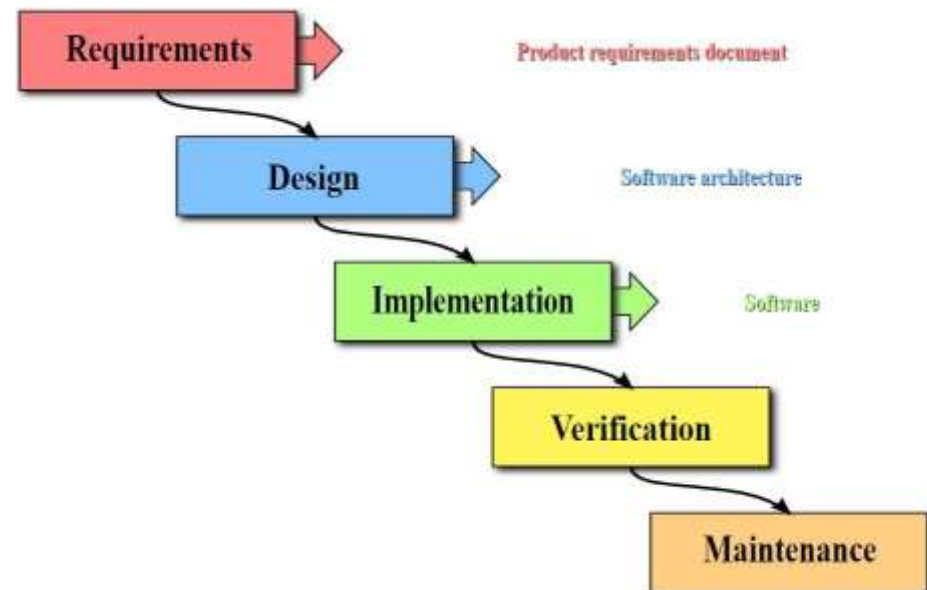 Requirements
Product requirements document
Design
Software architecture
Implementation
Software
Verification
Maintenance